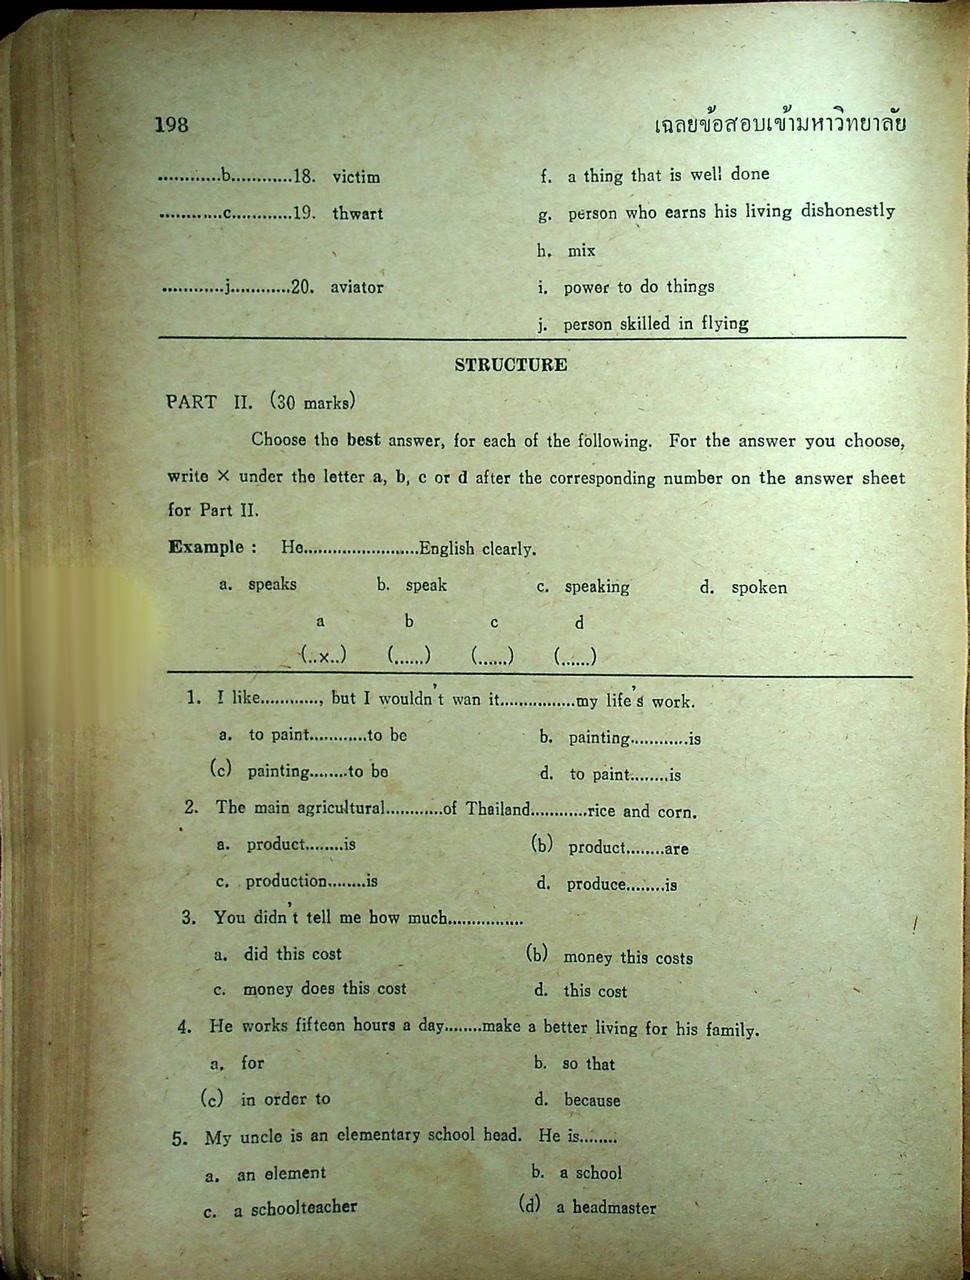 198 เฉลยข้อสอบเข้ามหาวิทยาลัย
............b............18. victim f. a thing that is well done
............c............19. thwart g. person who earns his living dishonestly
h. mix
............j............20. aviator i. power to do things
j. person skilled in flying
STRUCTURE
PART II. (30 marks)
Choose the best answer, for each of the following. For the answer you choose,
write × under the letter a, b, c or d after the corresponding number on the answer sheet
for Part II.
Example : He.......................English clearly.
a. speaks b. speak c. speaking d. spoken
a b c d
(..x..) (......) (......) (......)
1. I like............, but I wouldn't wan it...............my life's work.
a. to paint............to be b. painting............is
(c) painting........to be d. to paint........is
2. The main agricultural............of Thailand............rice and corn.
a. product........is (b) product........are
c. production........is d. produce........is
3. You didn't tell me how much...............
a. did this cost (b) money this costs
c. money does this cost d. this cost
4. He works fifteen hours a day........make a better living for his family.
a. for b. so that
(c) in order to d. because
5. My uncle is an elementary school head. He is........
a. an element b. a school
c. a schoolteacher (d) a headmaster